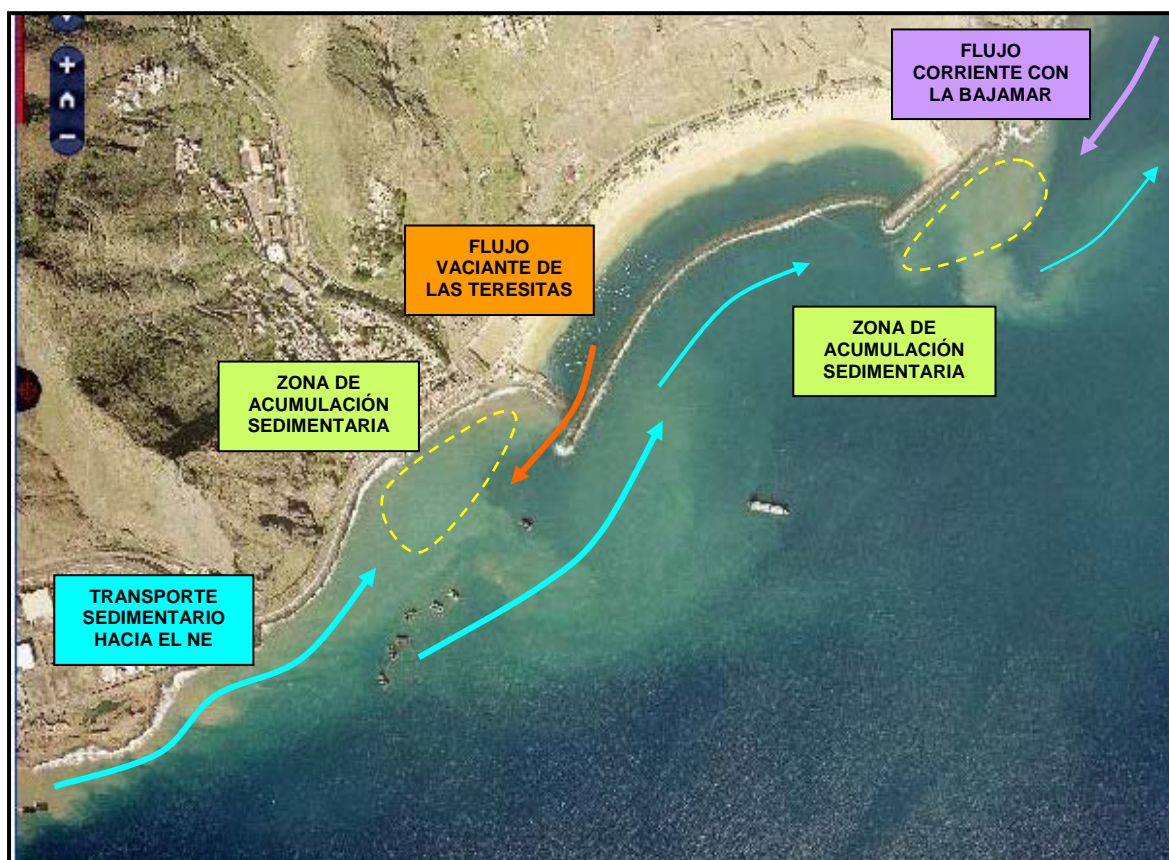 FLUJO
CORRIENTE CON
LA BAJAMAR
FLUJO
VACIANTE DE
LAS TERESITAS
ZONA DE
ACUMULACIÓN
SEDIMENTARIA
ZONA DE
ACUMULACIÓN
SEDIMENTARIA
TRANSPORTE
SEDIMENTARIO
HACIA EL NE